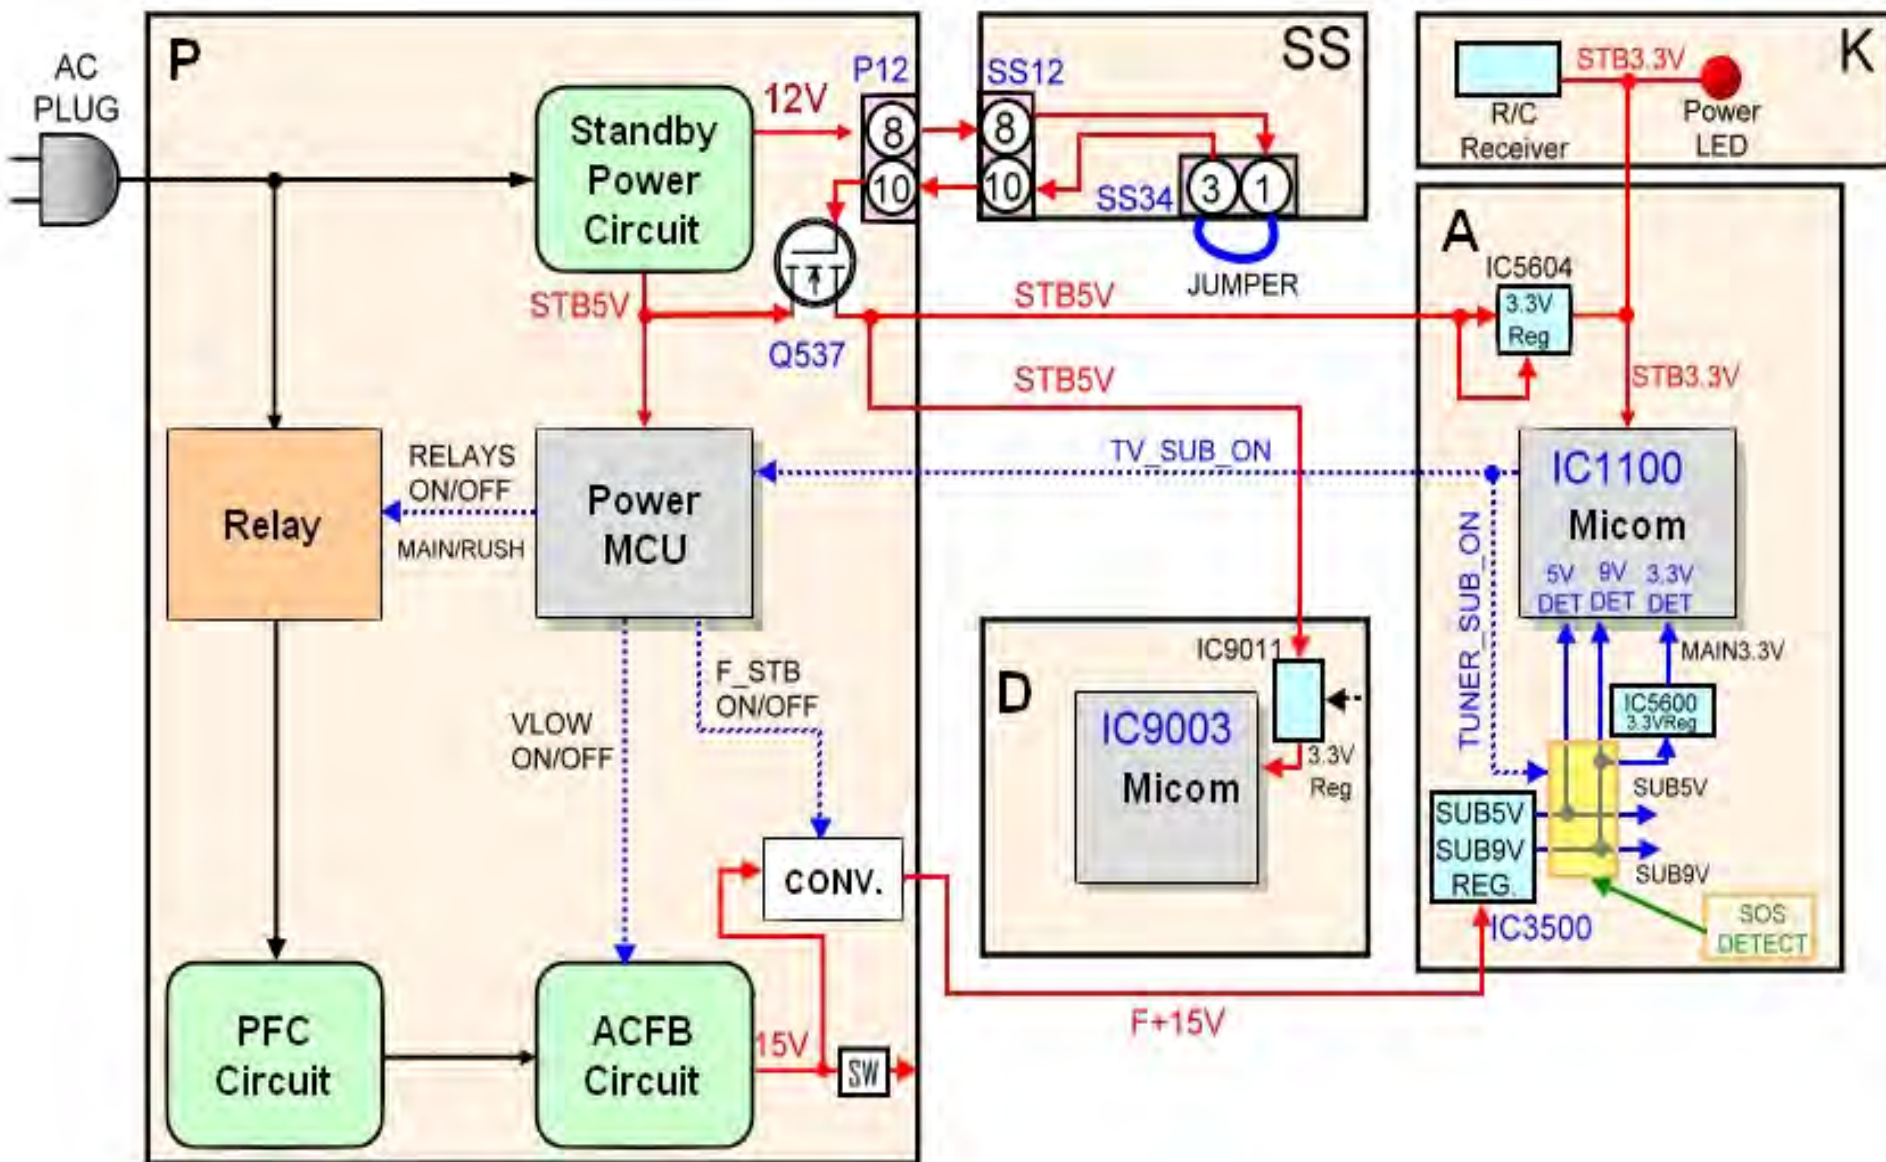 AC
PLUG
P
Standby
Power
Circuit
12V
P12
8
10
SS12
8
10
SS
SS34
3
1
JUMPER
K
STB3.3V
R/C
Receiver
Power
LED
A
IC5604
3.3V
Reg
STB5V
Q537
STB5V
STB5V
STB3.3V
Relay
RELAYS
ON/OFF
MAIN/RUSH
Power
MCU
TV_SUB_ON
IC1100
Micom
5V
DET
9V
DET
3.3V
DET
TUNER_SUB_ON
MAIN3.3V
IC5600
3.3VReg
F_STB
ON/OFF
VLOW
ON/OFF
D
IC9011
IC9003
Micom
3.3V
Reg
SUB5V
SUB9V
REG.
SUB5V
SUB9V
IC3500
SOS
DETECT
CONV.
F+15V
PFC
Circuit
ACFB
Circuit
15V
SW